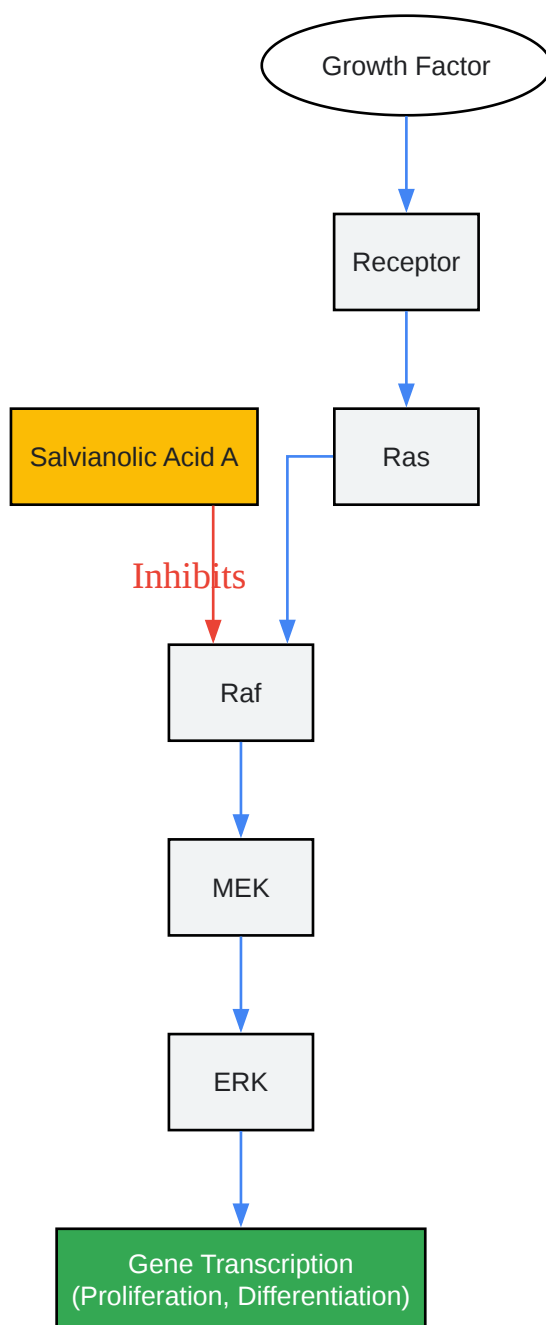 Growth Factor
Receptor
Salvianolic Acid A
Ras
Inhibits
Raf
MEK
ERK
Gene Transcription
(Proliferation, Differentiation)